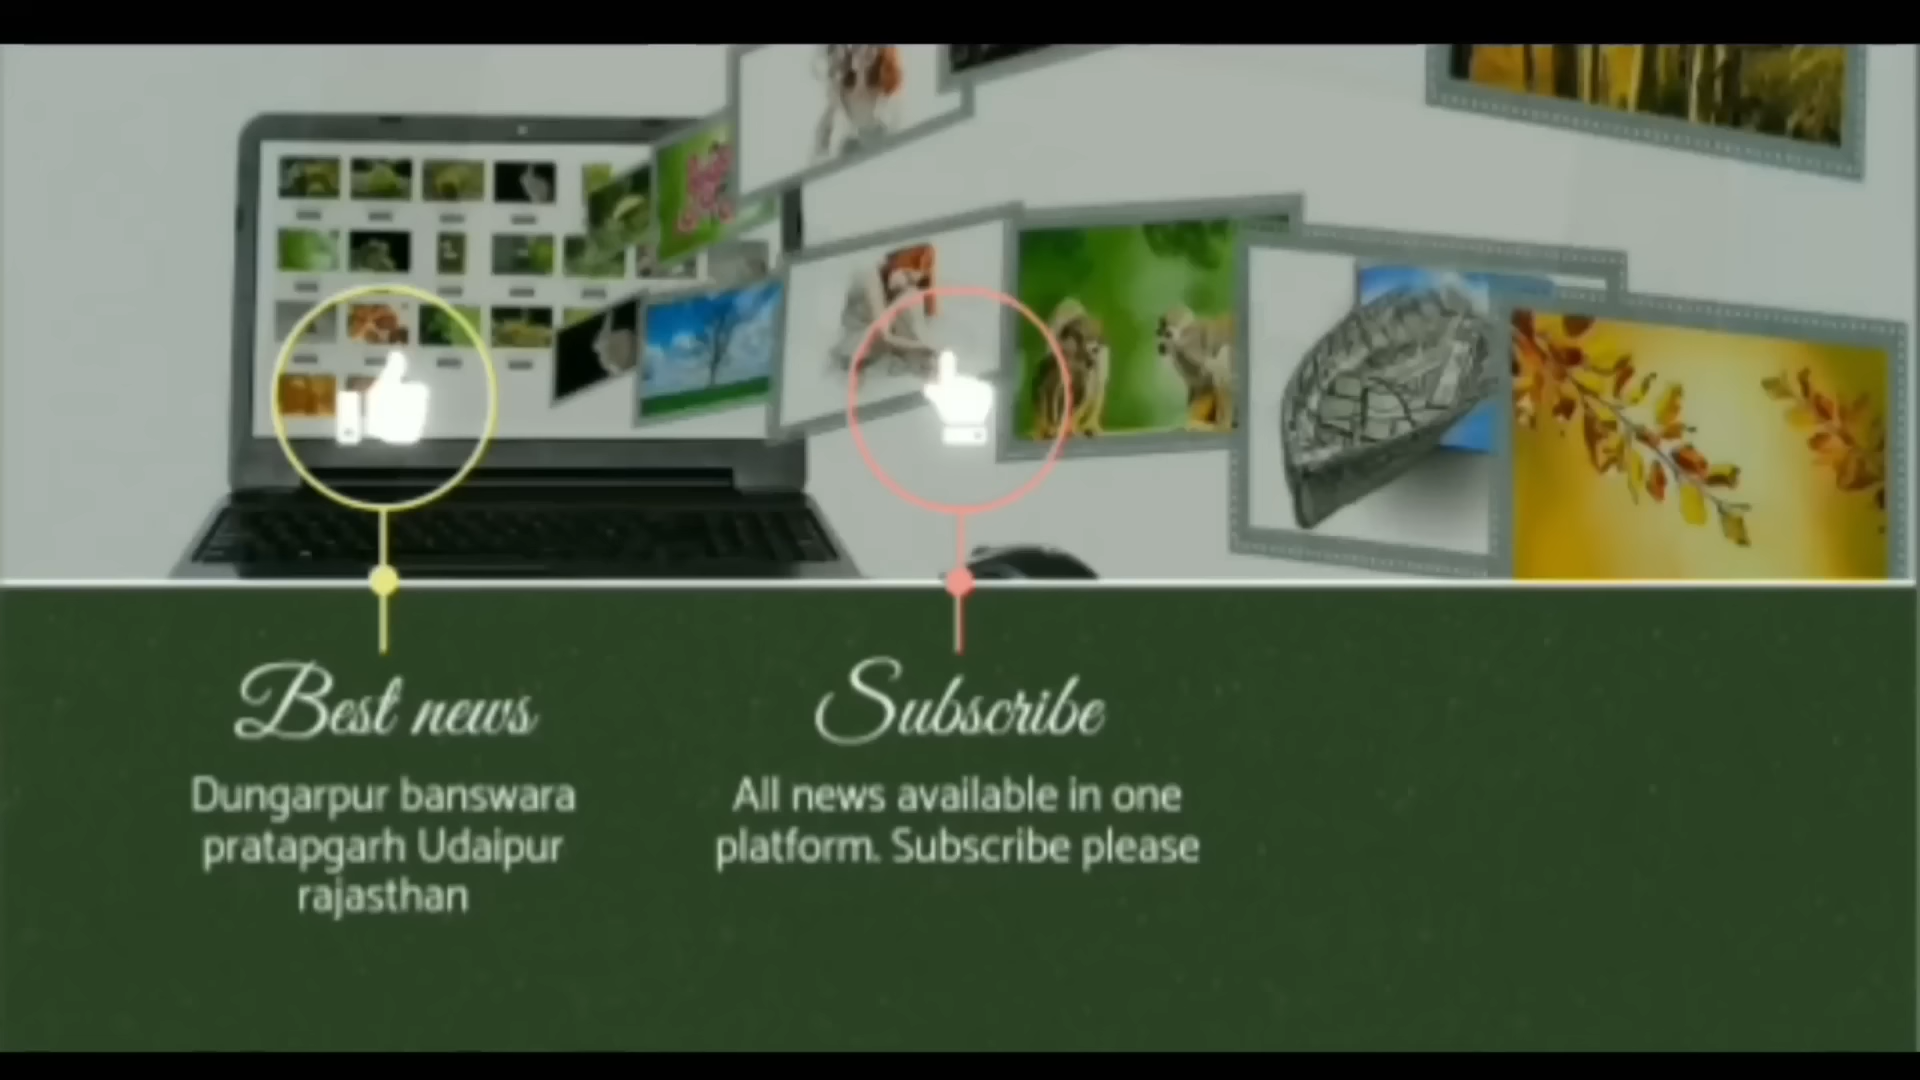 Best news
Dungarpur banswara
pratapgarh Udaipur
rajasthan
Subscribe
All news available in one
platform. Subscribe please